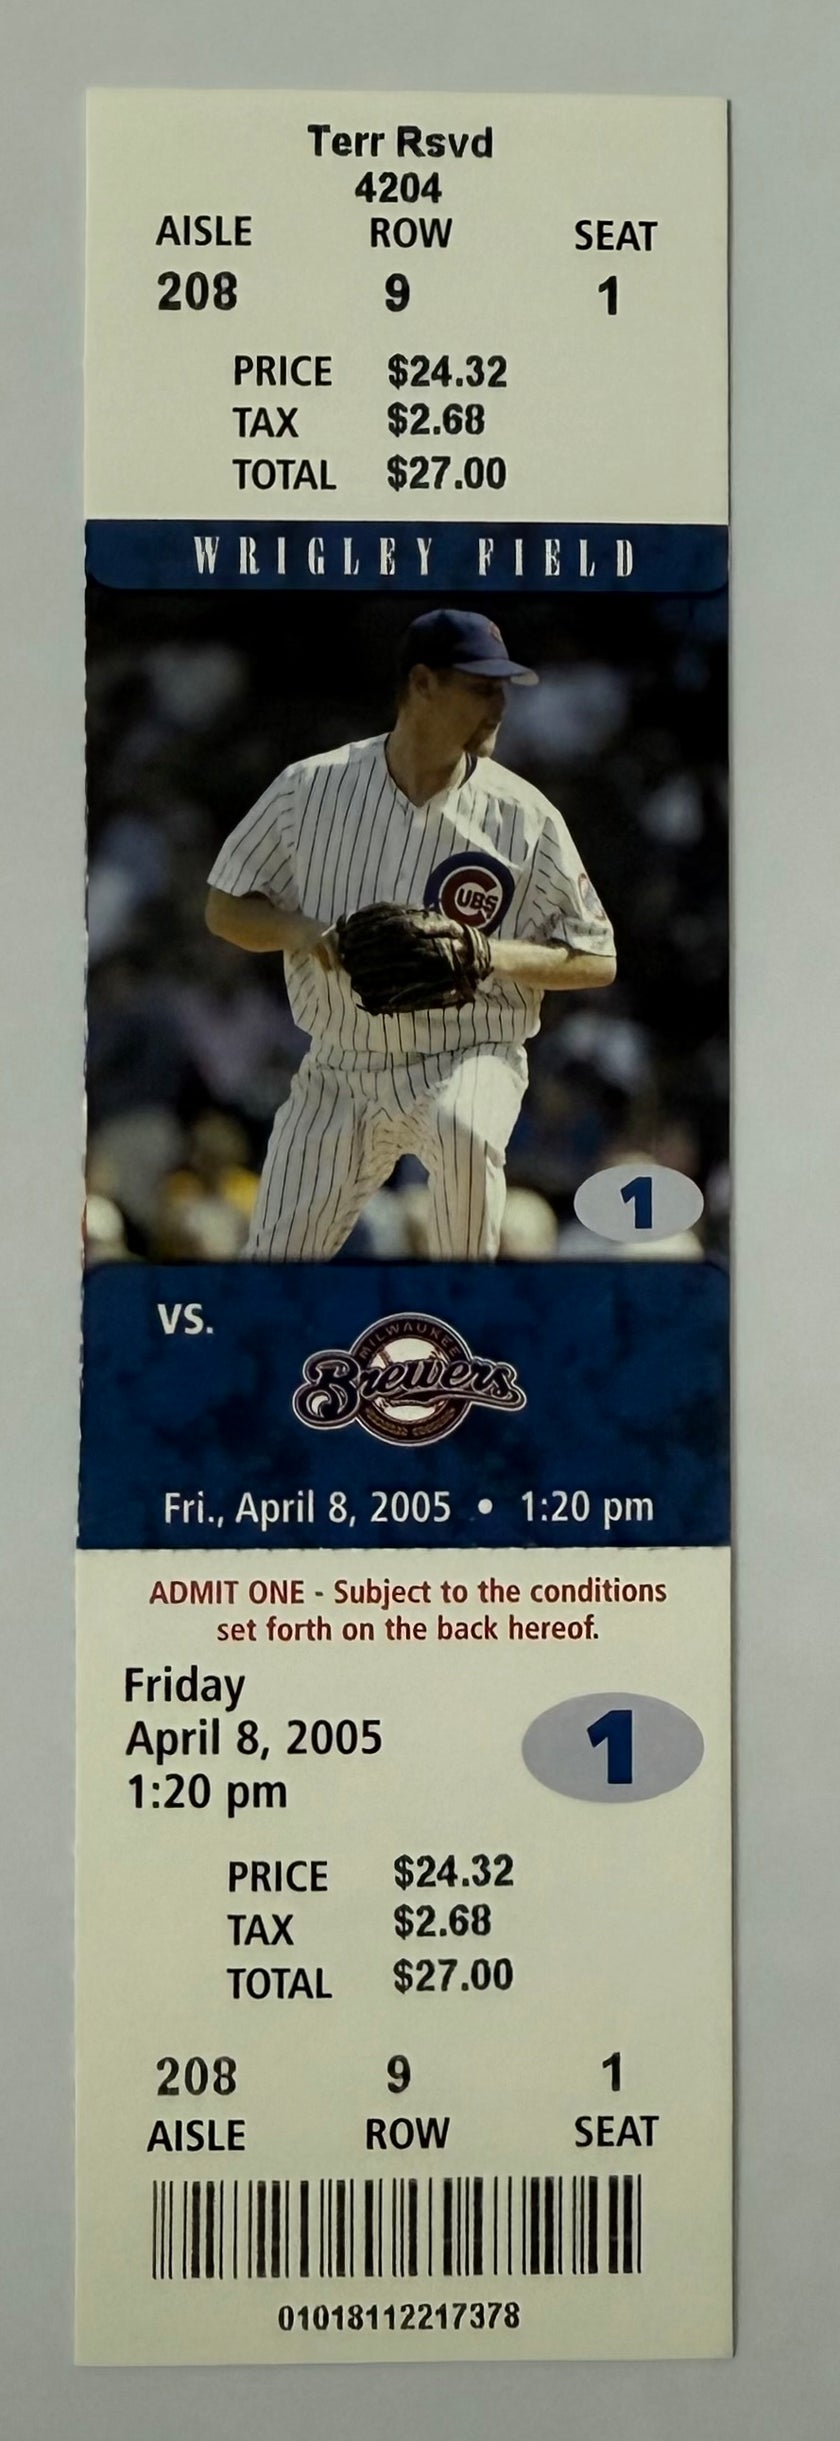 Terr Rsvd
4204
AISLE ROW SEAT
208 9 1
PRICE $24.32
TAX $2.68
TOTAL $27.00
WRIGLEY FIELD
CUBS
1
VS.
MILWAUKEE
Brewers
Fri., April 8, 2005 • 1:20 pm
ADMIT ONE - Subject to the conditions
set forth on the back hereof.
Friday
April 8, 2005
1:20 pm
1
PRICE $24.32
TAX $2.68
TOTAL $27.00
208 9 1
AISLE ROW SEAT
01018112217378